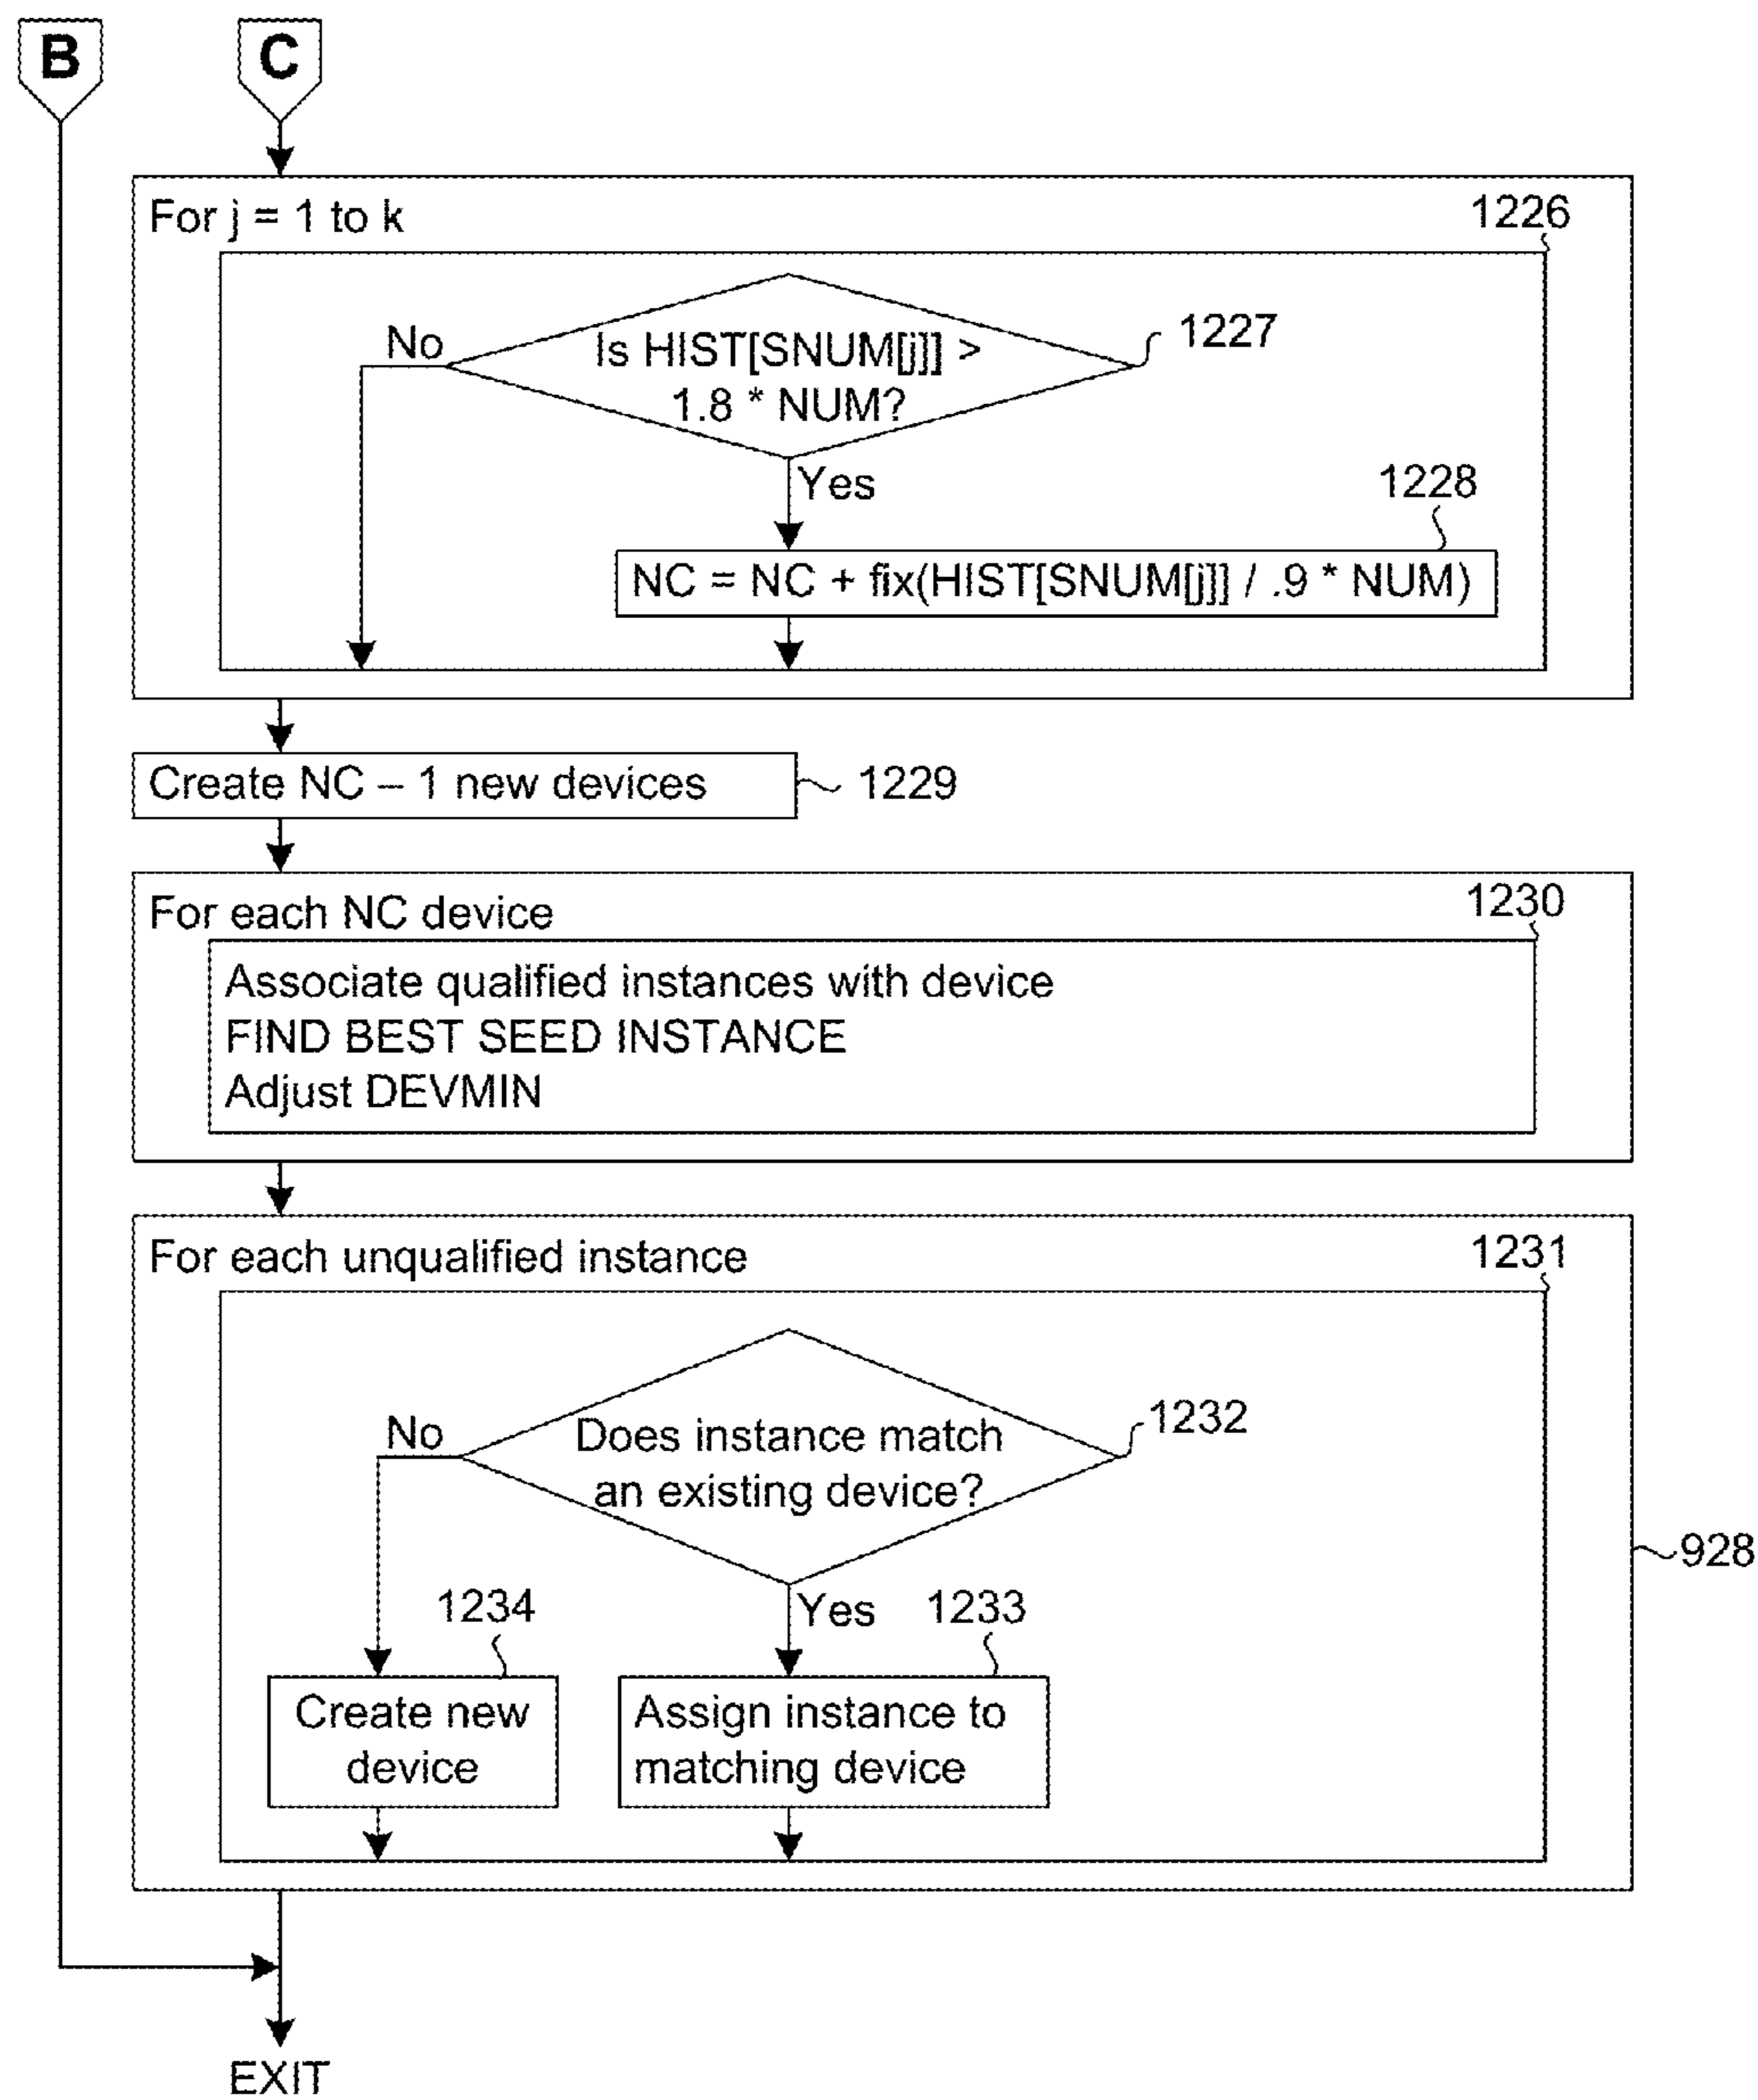 B
C
For j = 1 to k
1226
No
Is HIST[SNUM[j]] >
1.8 * NUM?
1227
Yes
1228
NC = NC + fix(HIST[SNUM[j]] / .9 * NUM)
Create NC – 1 new devices
1229
For each NC device
1230
Associate qualified instances with device
FIND BEST SEED INSTANCE
Adjust DEVMIN
For each unqualified instance
1231
No
Does instance match
an existing device?
1232
928
Yes
1234
1233
Create new
device
Assign instance to
matching device
EXIT